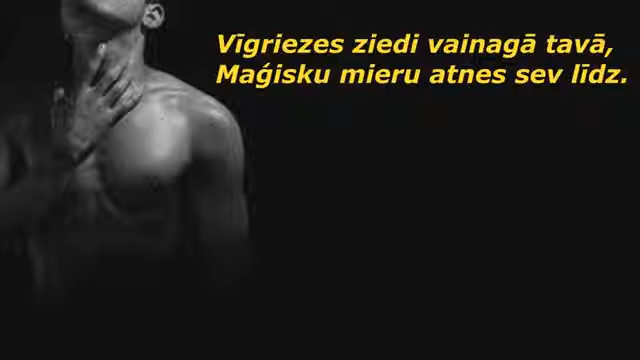 Vīgriezes ziedi vainagā tavā,
Maģisku mieru atnes sev līdz.